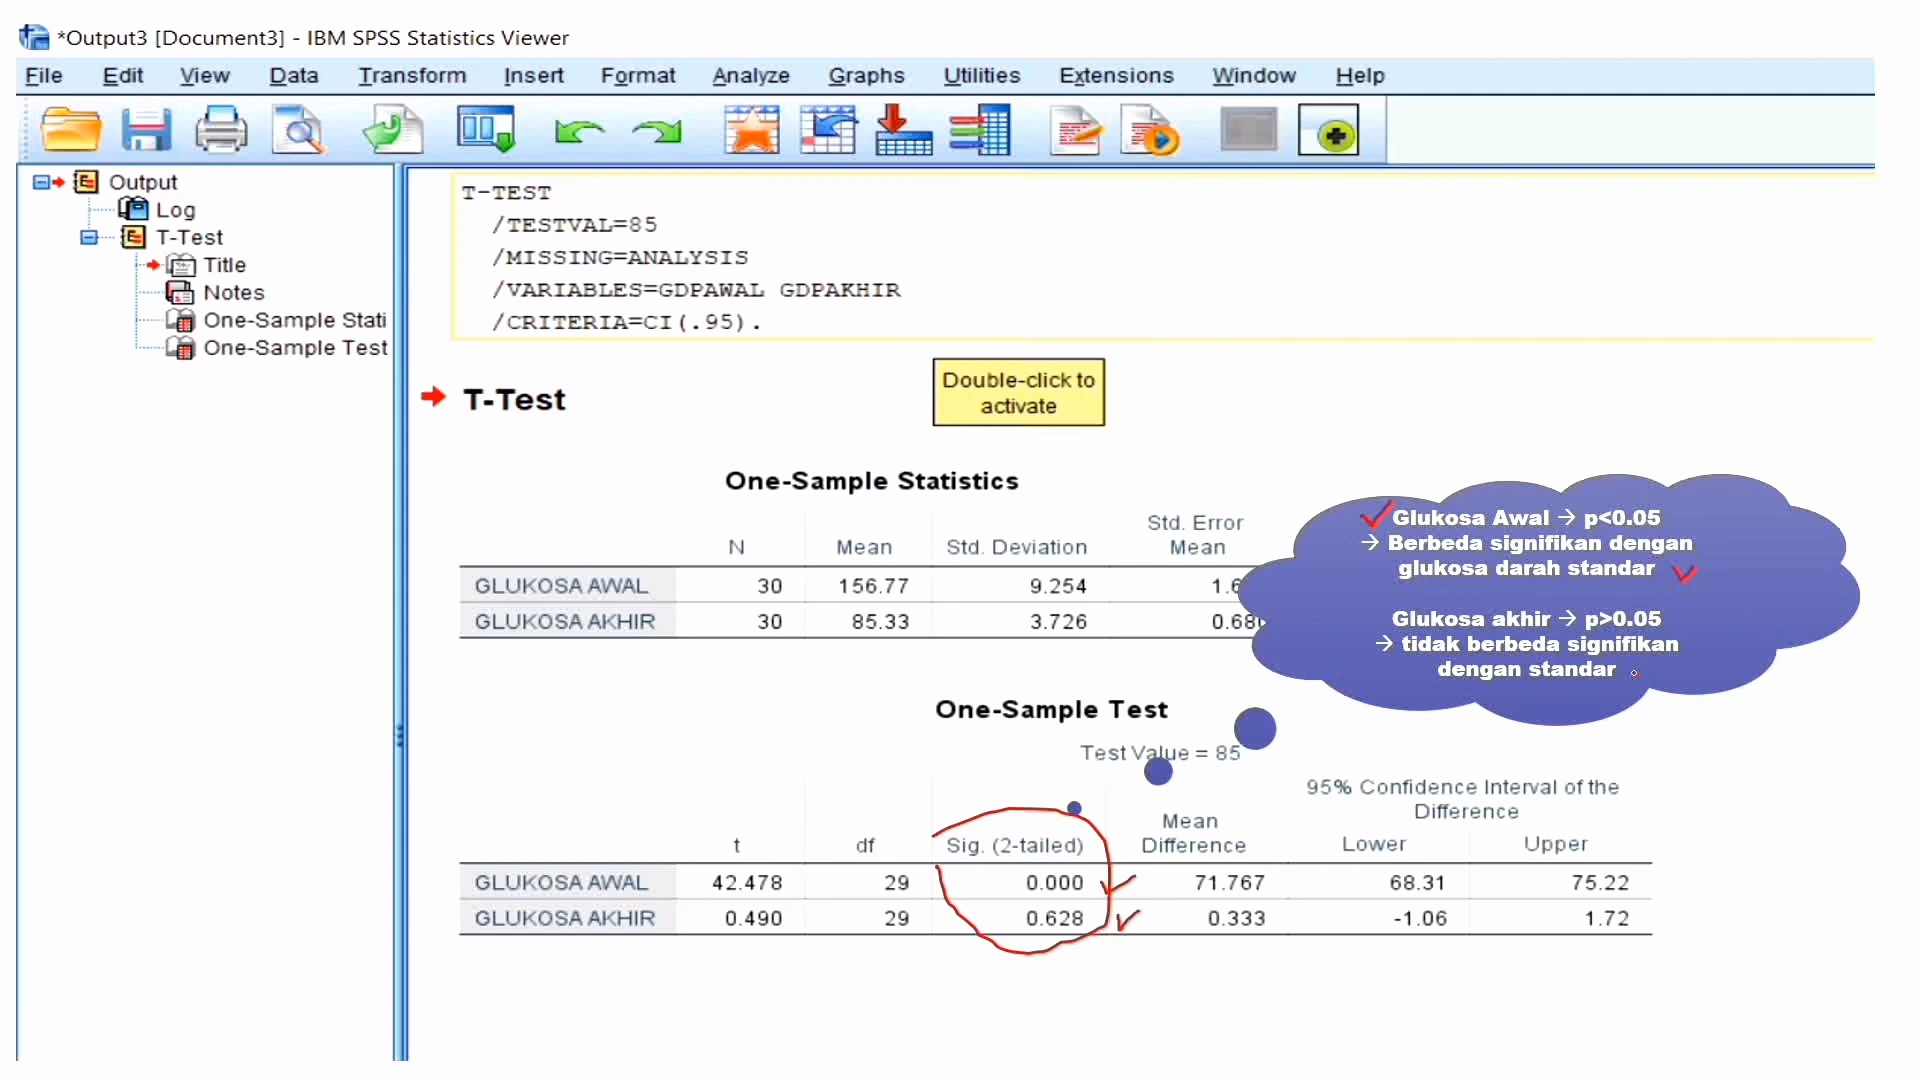 *Output3 [Document3] - IBM SPSS Statistics Viewer
File Edit View Data Transform Insert Format Analyze Graphs Utilities Extensions Window Help
Output
Log
T-Test
Title
Notes
One-Sample Stati
One-Sample Test
T-TEST
/TESTVAL=85
/MISSING=ANALYSIS
/VARIABLES=GDPAWAL GDPAKHIR
/CRITERIA=CI(.95).
Double-click to
activate
T-Test
One-Sample Statistics
N Mean Std. Deviation Std. Error Mean
GLUKOSA AWAL 30 156.77 9.254 1.6
GLUKOSA AKHIR 30 85.33 3.726 0.68
Glukosa Awal → p<0.05
→ Berbeda signifikan dengan
glukosa darah standar
Glukosa akhir → p>0.05
→ tidak berbeda signifikan
dengan standar
One-Sample Test
Test Value = 85
95% Confidence Interval of the
Difference
t df Sig. (2-tailed) Mean Difference Lower Upper
GLUKOSA AWAL 42.478 29 0.000 71.767 68.31 75.22
GLUKOSA AKHIR 0.490 29 0.628 0.333 -1.06 1.72